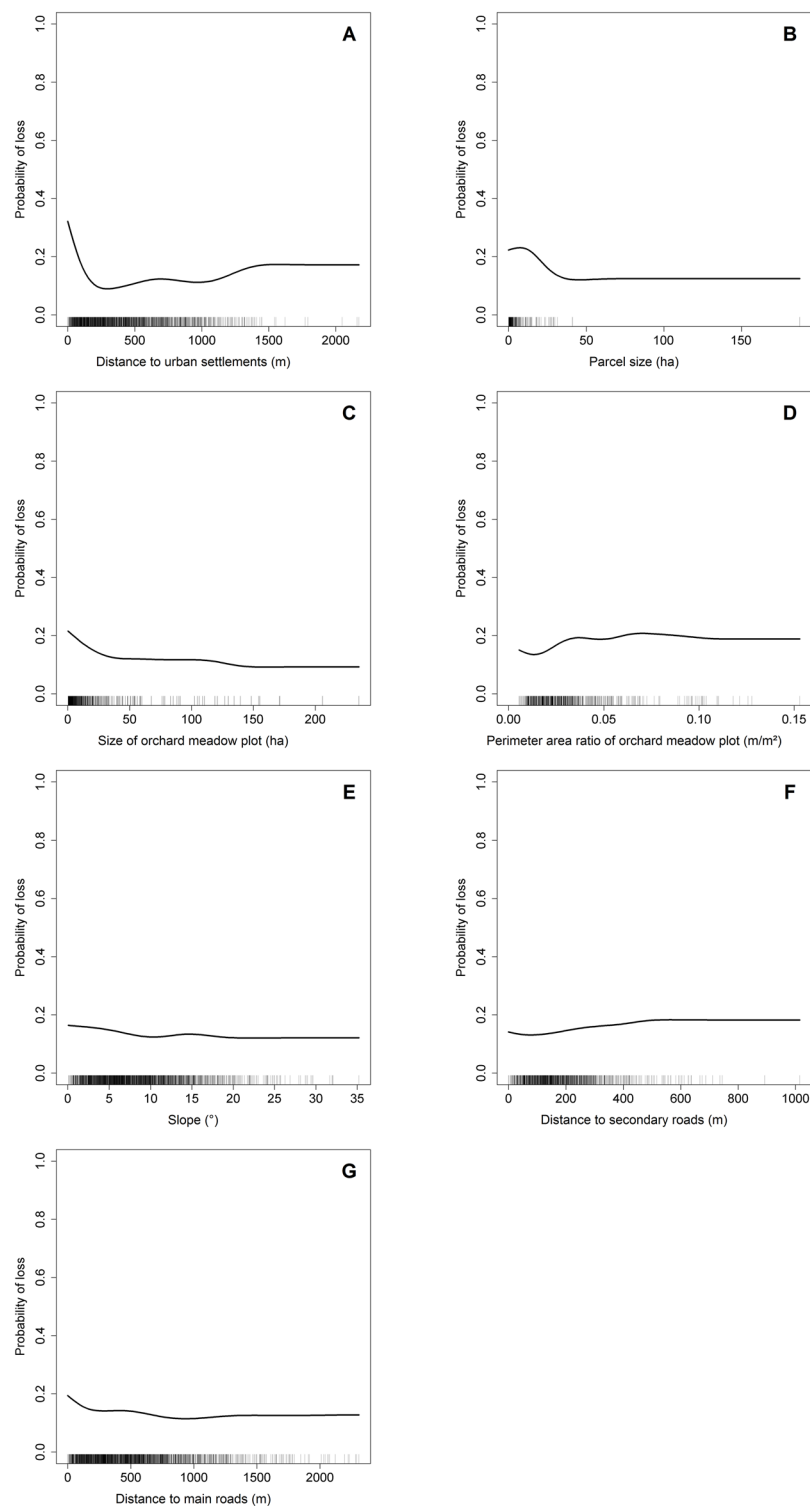 A
Probability of loss
1.0
0.8
0.6
0.4
0.2
0.0
0 500 1000 1500 2000
Distance to urban settlements (m)
B
Probability of loss
1.0
0.8
0.6
0.4
0.2
0.0
0 50 100 150
Parcel size (ha)
C
Probability of loss
1.0
0.8
0.6
0.4
0.2
0.0
0 50 100 150 200
Size of orchard meadow plot (ha)
D
Probability of loss
1.0
0.8
0.6
0.4
0.2
0.0
0.00 0.05 0.10 0.15
Perimeter area ratio of orchard meadow plot (m/m²)
E
Probability of loss
1.0
0.8
0.6
0.4
0.2
0.0
0 5 10 15 20 25 30 35
Slope (°)
F
Probability of loss
1.0
0.8
0.6
0.4
0.2
0.0
0 200 400 600 800 1000
Distance to secondary roads (m)
G
Probability of loss
1.0
0.8
0.6
0.4
0.2
0.0
0 500 1000 1500 2000
Distance to main roads (m)